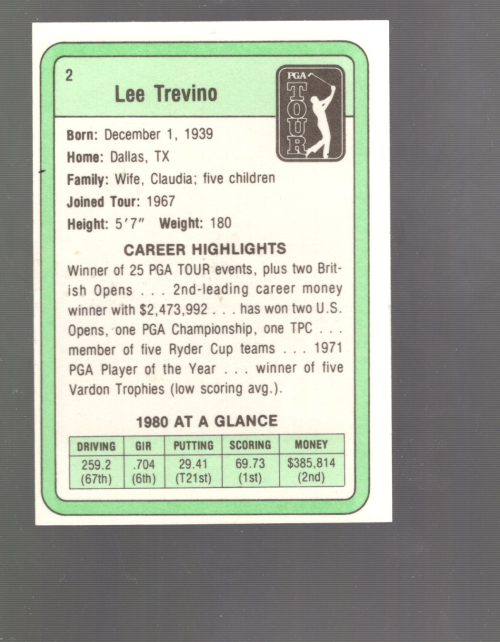 2
Lee Trevino
PGA
TOUR
Born: December 1, 1939
Home: Dallas, TX
Family: Wife, Claudia; five children
Joined Tour: 1967
Height: 5'7" Weight: 180
CAREER HIGHLIGHTS
Winner of 25 PGA TOUR events, plus two Brit-
ish Opens . . . 2nd-leading career money
winner with $2,473,992 . . . has won two U.S.
Opens, one PGA Championship, one TPC . . .
member of five Ryder Cup teams . . . 1971
PGA Player of the Year . . . winner of five
Vardon Trophies (low scoring avg.).
1980 AT A GLANCE
DRIVING GIR PUTTING SCORING MONEY
259.2 .704 29.41 69.73 $385,814
(67th) (6th) (T21st) (1st) (2nd)